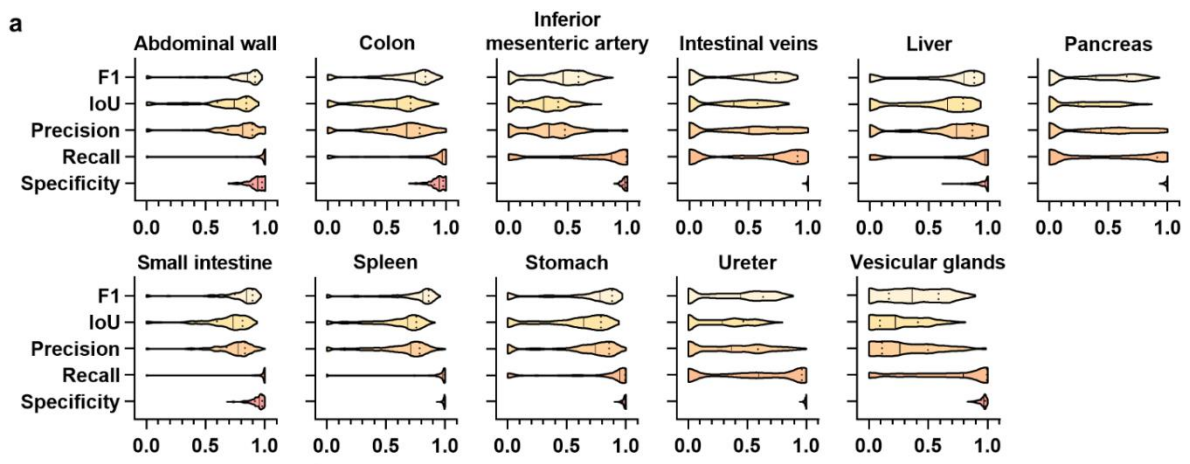 a
Abdominal wall
Colon
Inferior
mesenteric artery
Intestinal veins
Liver
Pancreas
F1
IoU
Precision
Recall
Specificity
0.0 0.5 1.0 0.0 0.5 1.0 0.0 0.5 1.0 0.0 0.5 1.0 0.0 0.5 1.0 0.0 0.5 1.0
Small intestine
Spleen
Stomach
Ureter
Vesicular glands
F1
IoU
Precision
Recall
Specificity
0.0 0.5 1.0 0.0 0.5 1.0 0.0 0.5 1.0 0.0 0.5 1.0 0.0 0.5 1.0